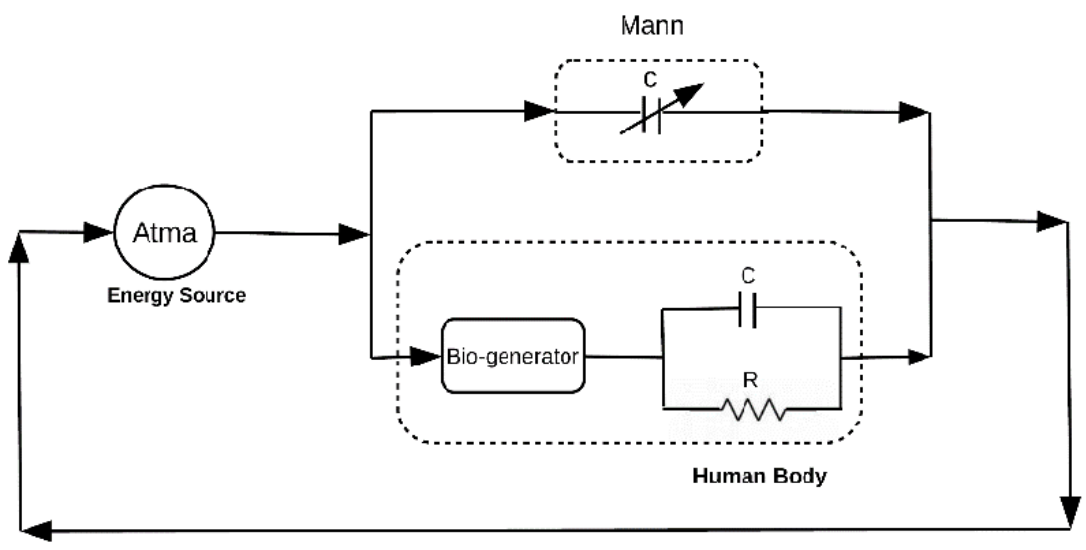 Mann
C
Atma
Energy Source
C
Bio-generator
R
Human Body